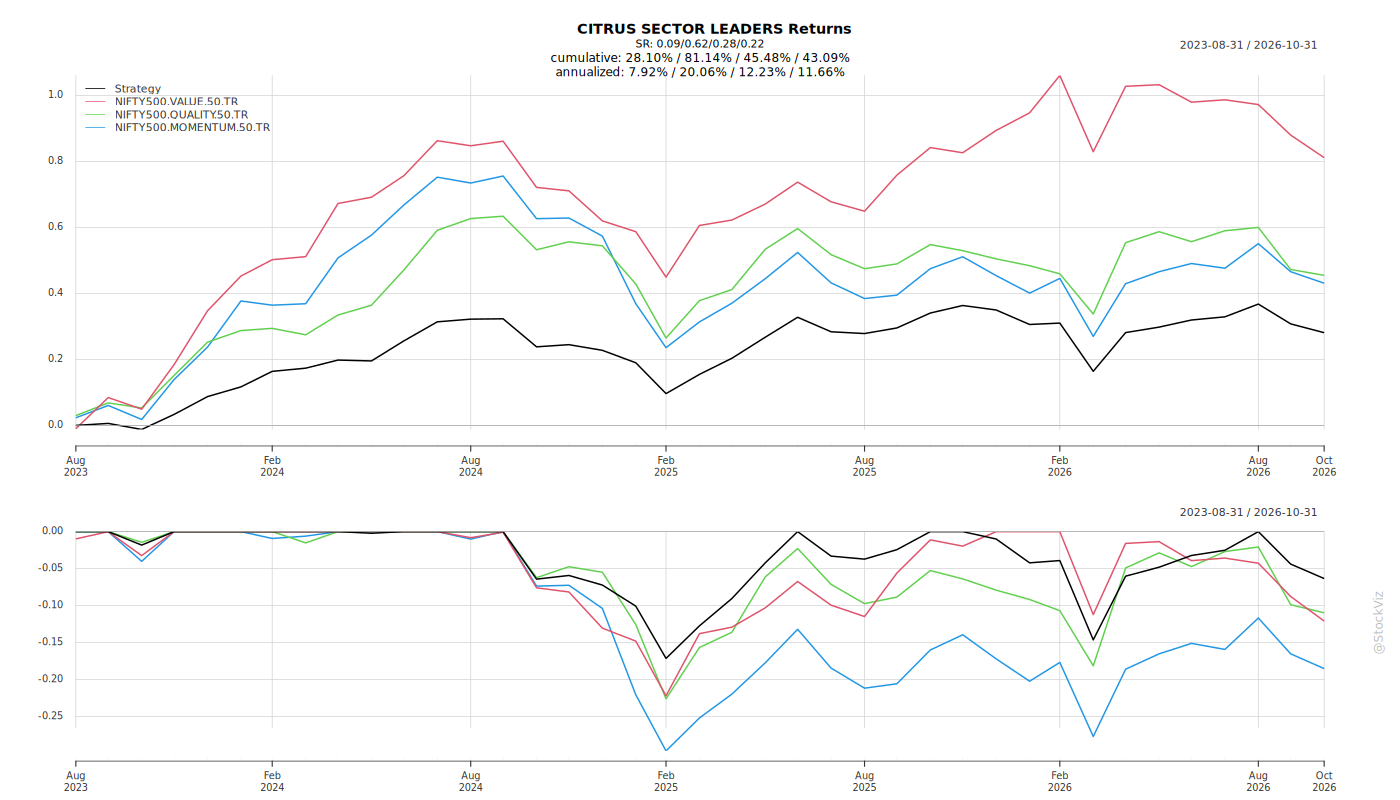 CITRUS SECTOR LEADERS Returns
SR: 0.09/0.62/0.28/0.22
cumulative: 28.10% / 81.14% / 45.48% / 43.09%
annualized: 7.92% / 20.06% / 12.23% / 11.66%
2023-08-31 / 2026-10-31
Strategy
NIFTY500.VALUE.50.TR
NIFTY500.QUALITY.50.TR
NIFTY500.MOMENTUM.50.TR
1.0
0.8
0.6
0.4
0.2
0.0
Aug Feb Aug Feb Aug Feb Aug Oct
2023 2024 2024 2025 2025 2026 2026 2026
2023-08-31 / 2026-10-31
0.00
-0.05
-0.10
-0.15
-0.20
-0.25
Aug Feb Aug Feb Aug Feb Aug Oct
2023 2024 2024 2025 2025 2026 2026 2026
@StockViz